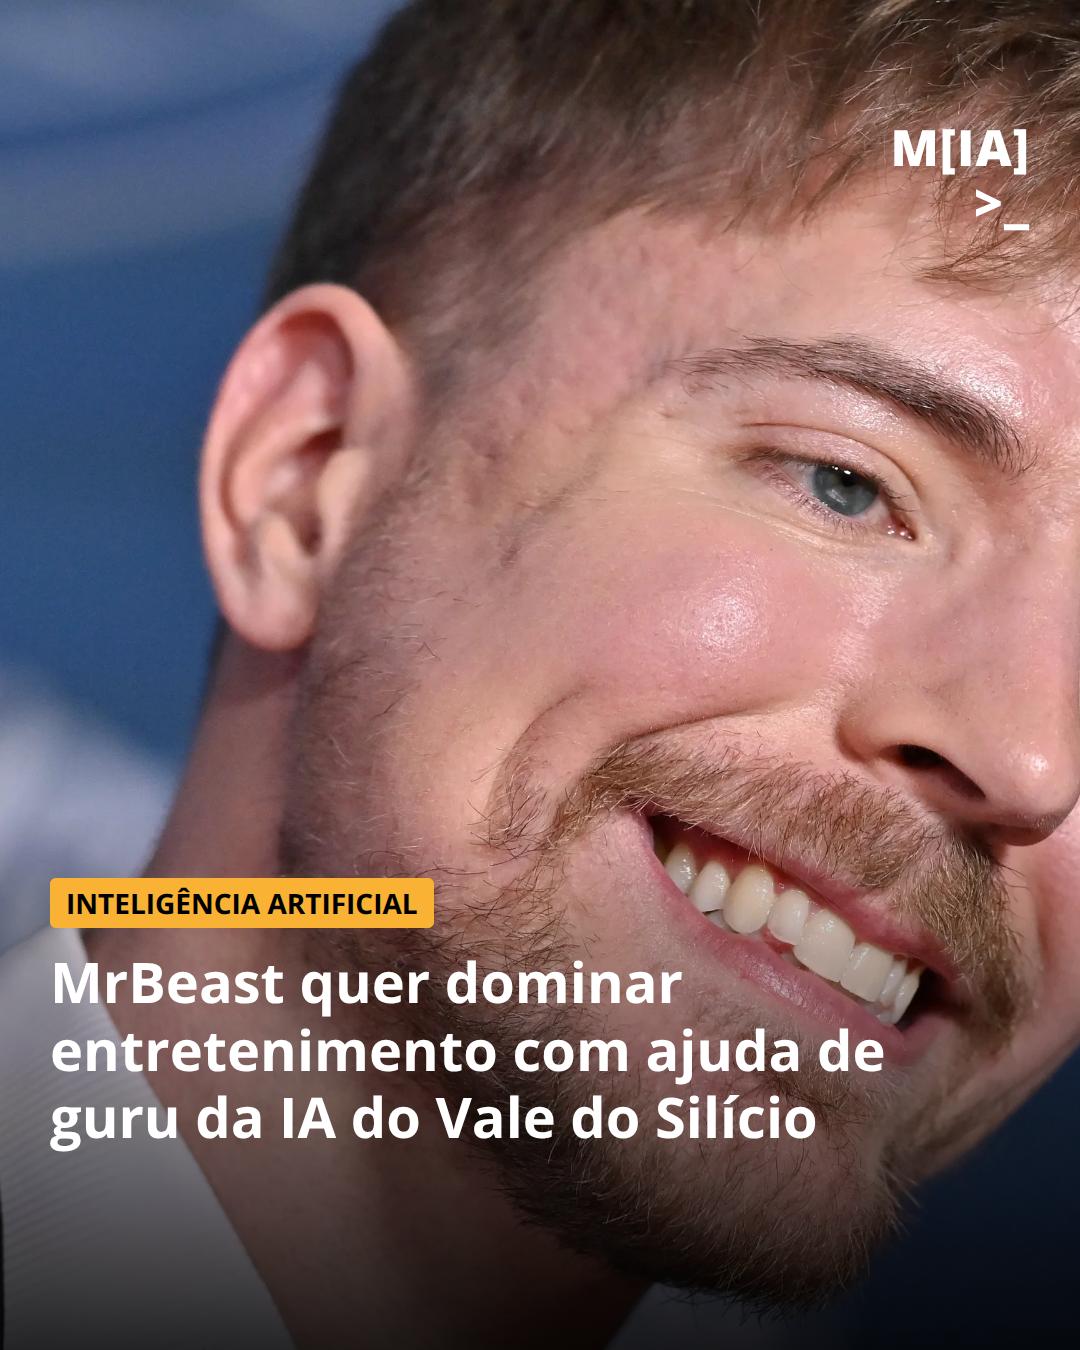 M[IA]
>_
INTELIGÊNCIA ARTIFICIAL
MrBeast quer dominar
entretenimento com ajuda de
guru da IA do Vale do Silício